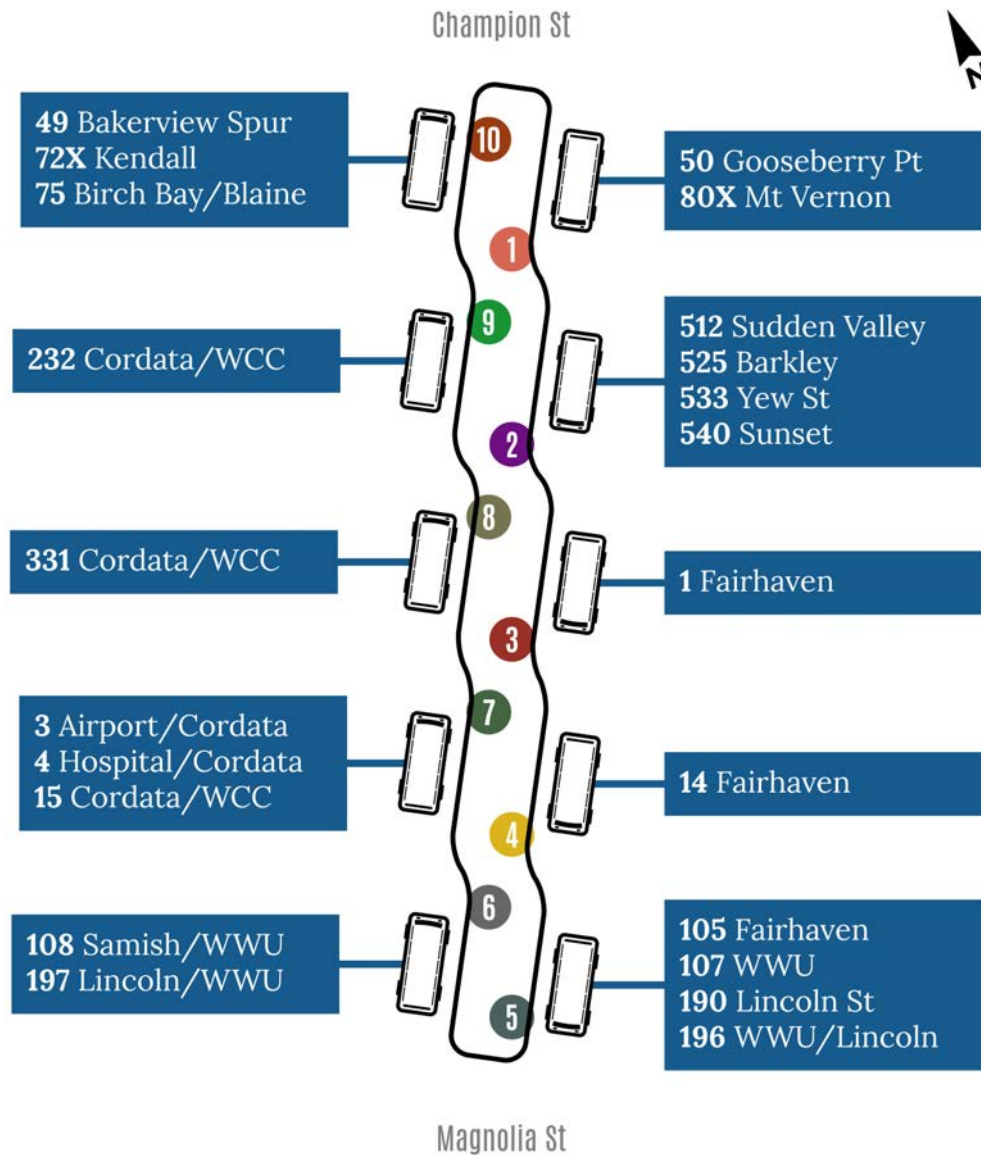 Champion St
N
49 Bakerview Spur
72X Kendall
75 Birch Bay/Blaine
10
50 Gooseberry Pt
80X Mt Vernon
1
9
232 Cordata/WCC
512 Sudden Valley
525 Barkley
533 Yew St
540 Sunset
2
8
331 Cordata/WCC
1 Fairhaven
3
7
3 Airport/Cordata
4 Hospital/Cordata
15 Cordata/WCC
14 Fairhaven
4
6
108 Samish/WWU
197 Lincoln/WWU
105 Fairhaven
107 WWU
190 Lincoln St
196 WWU/Lincoln
5
Magnolia St